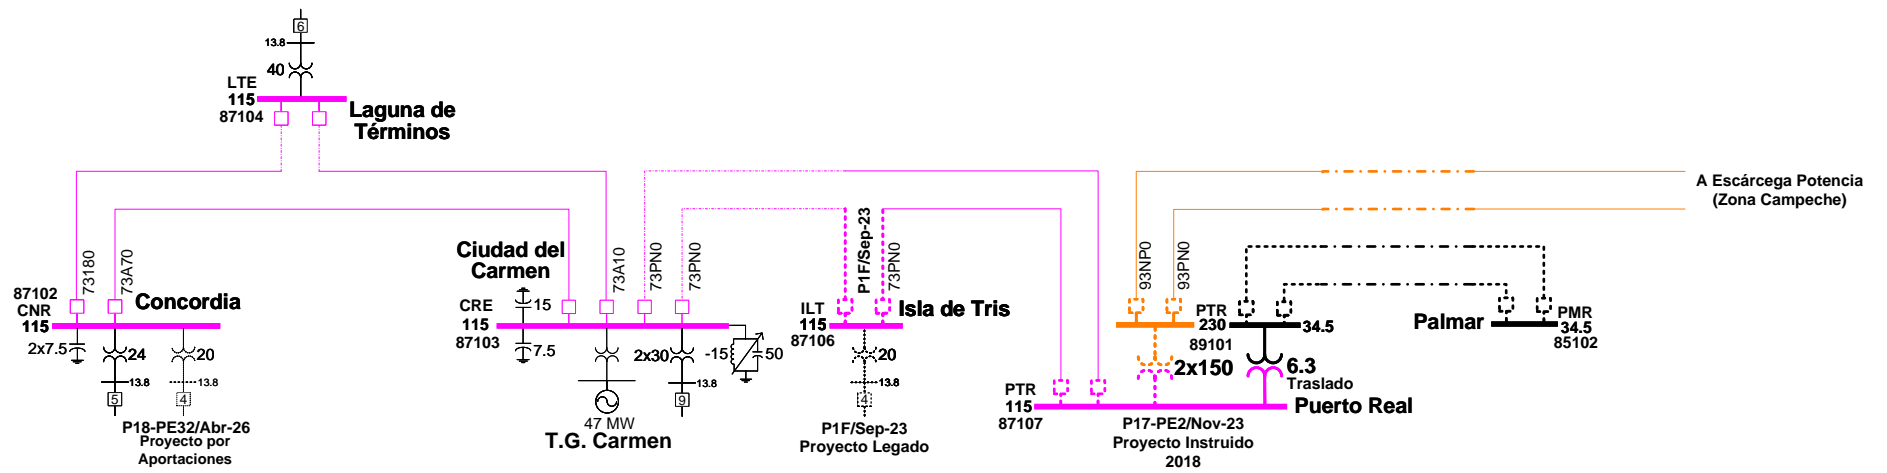 6
13.8
40
LTE
115
87104
Laguna de
Términos
73180
73A70
87102
CNR
115
Concordia
2x7.5
24
20
13.8
13.8
5
4
P18-PE32/Abr-26
Proyecto por
Aportaciones
Ciudad del
Carmen
CRE
115
87103
15
7.5
73A10
73PN0
73PN0
2x30
-15
50
13.8
9
47 MW
T.G. Carmen
P1F/Sep-23
73PN0
ILT
115
87106
Isla de Tris
20
13.8
4
P1F/Sep-23
Proyecto Legado
93NP0
93PN0
PTR
230
89101
34.5
2x150
6.3
Traslado
Puerto Real
PTR
115
87107
P17-PE2/Nov-23
Proyecto Instruido
2018
Palmar
PMR
34.5
85102
A Escárcega Potencia
(Zona Campeche)